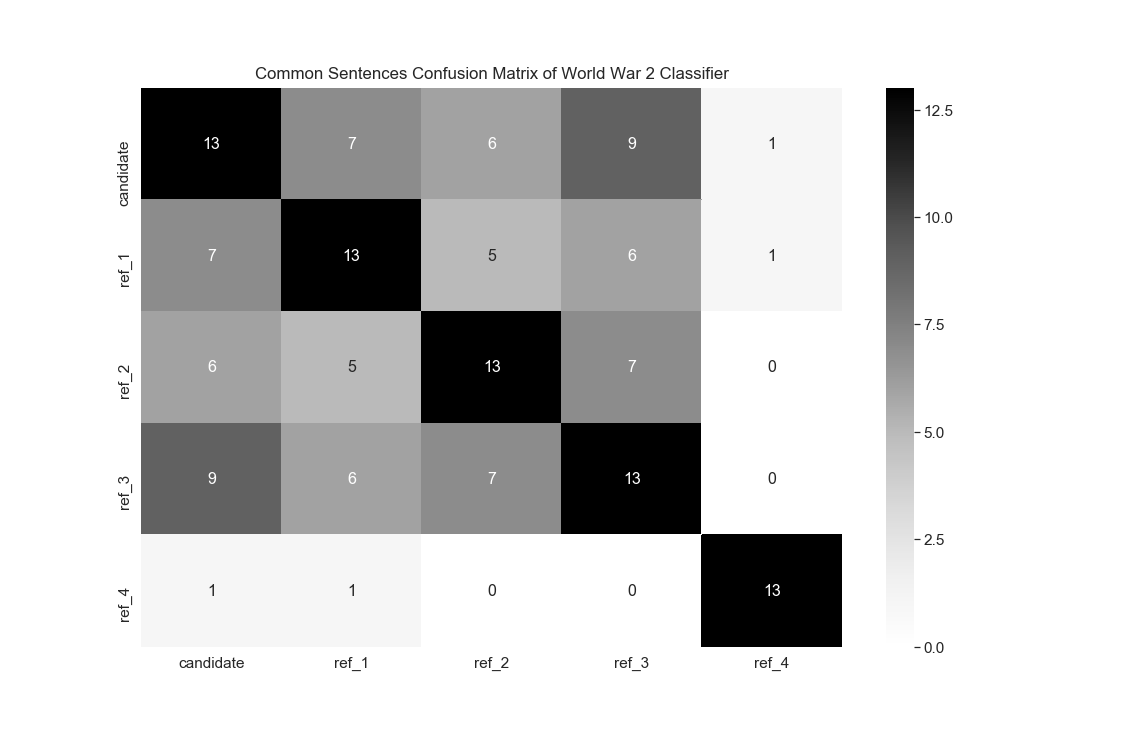 Common Sentences Confusion Matrix of World War 2 Classifier
candidate 13 7 6 9 1
ref_1 7 13 5 6 1
ref_2 6 5 13 7 0
ref_3 9 6 7 13 0
ref_4 1 1 0 0 13
candidate ref_1 ref_2 ref_3 ref_4
12.5
10.0
7.5
5.0
2.5
0.0